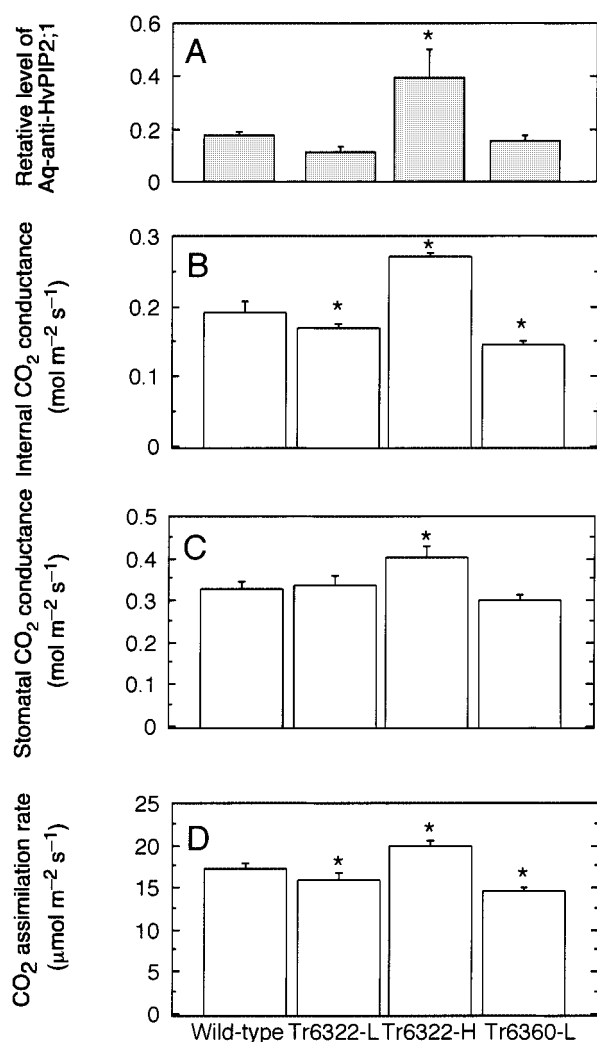 Retative level of
Aq-anti-HvPIP2;1
A
0.6
0.4
0.2
0
*
Internal CO2 conductance
(mol m−2 s−1)
B
0.3
0.2
0.1
0
*
*
*
Stomatal CO2 conductance
(mol m−2 s−1)
C
0.5
0.4
0.3
0.2
0.1
0
*
CO2 assimilation rate
(μmol m−2 s−1)
D
25
20
15
10
5
0
*
*
*
Wild-type Tr6322-L Tr6322-H Tr6360-L